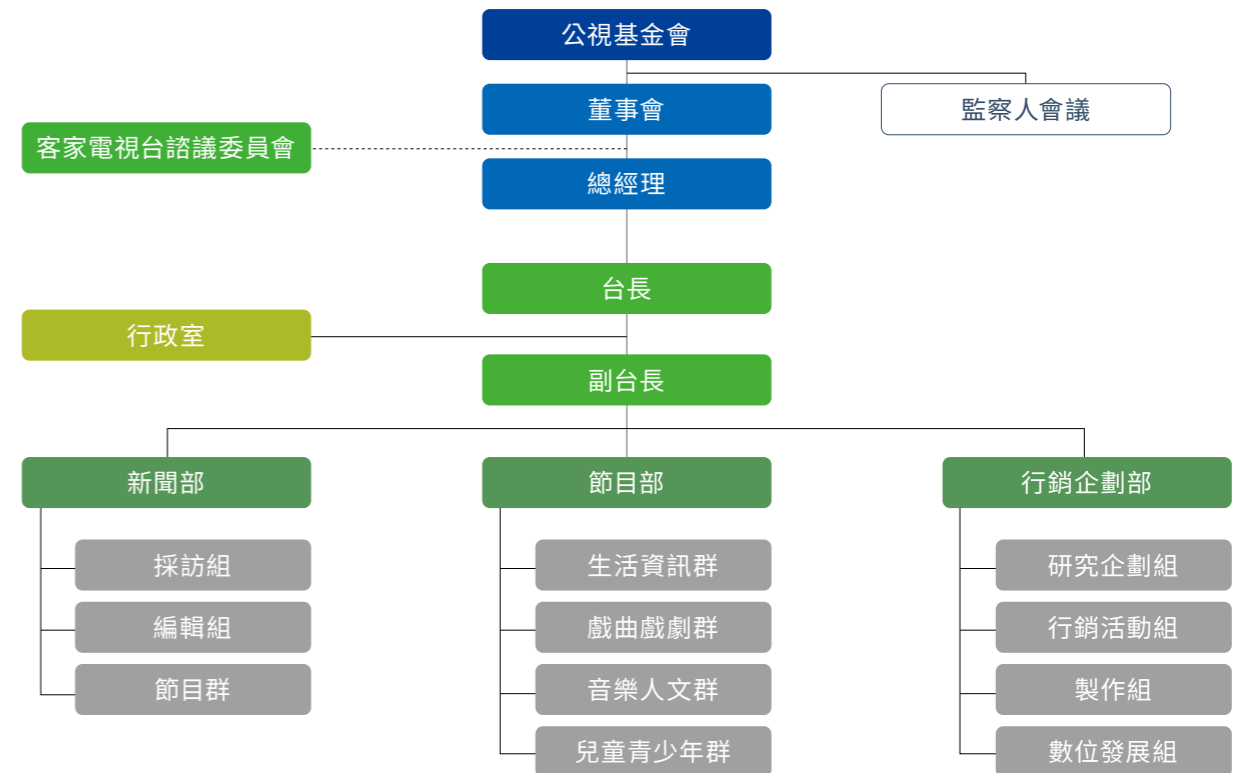 公視基金會
董事會
監察人會議
客家電視台諮議委員會
總經理
台長
行政室
副台長
新聞部
採訪組
編輯組
節目群
節目部
生活資訊群
戲曲戲劇群
音樂人文群
兒童青少年群
行銷企劃部
研究企劃組
行銷活動組
製作組
數位發展組